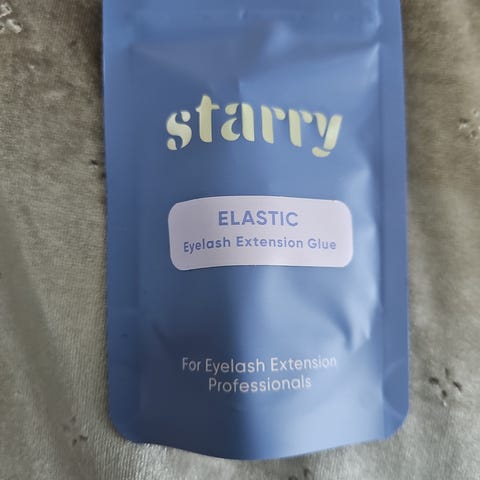 starry
ELASTIC
Eyelash Extension Glue
For Eyelash Extension
Professionals